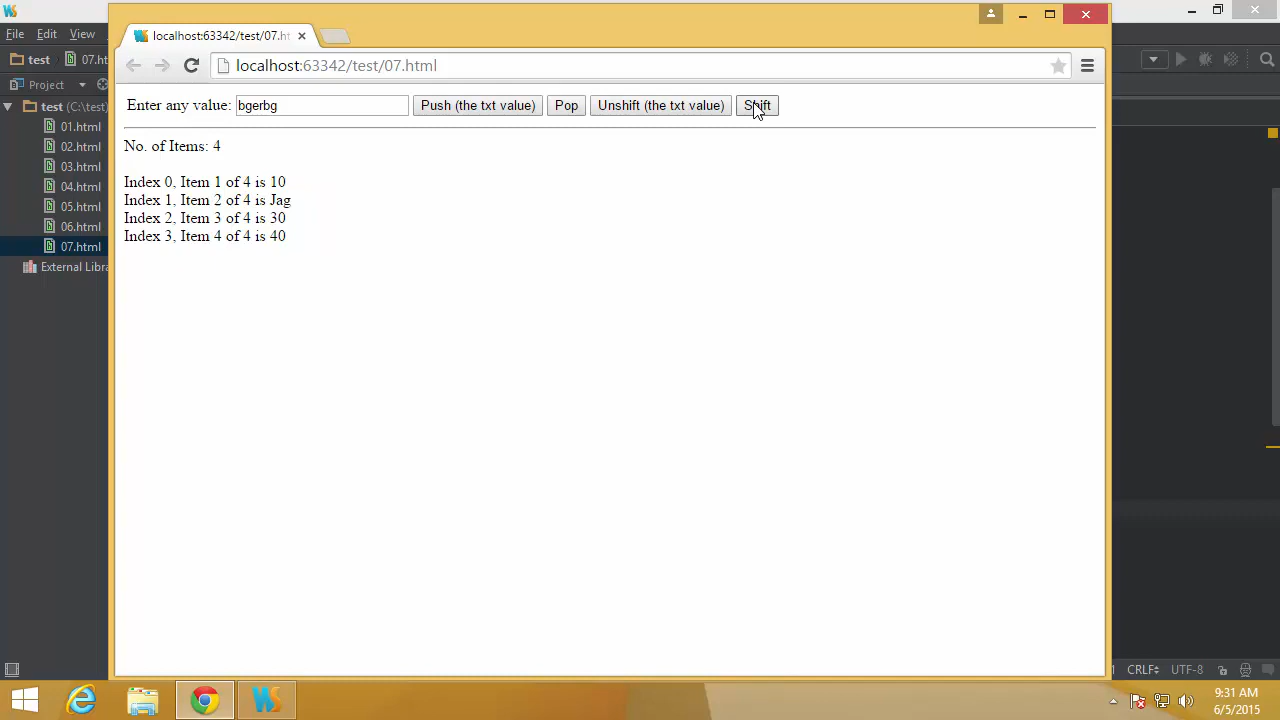 WS
File Edit View
localhost:63342/test/07.ht
test 07.ht
localhost:63342/test/07.html
Project
Enter any value: bgerbg Push (the txt value) Pop Unshift (the txt value) Shift
test (C:\test)
01.html
No. of Items: 4
02.html
03.html
Index 0, Item 1 of 4 is 10
04.html
Index 1, Item 2 of 4 is Jag
05.html
Index 2, Item 3 of 4 is 30
06.html
Index 3, Item 4 of 4 is 40
07.html
External Libra
CRLF UTF-8
WS
9:31 AM
6/5/2015